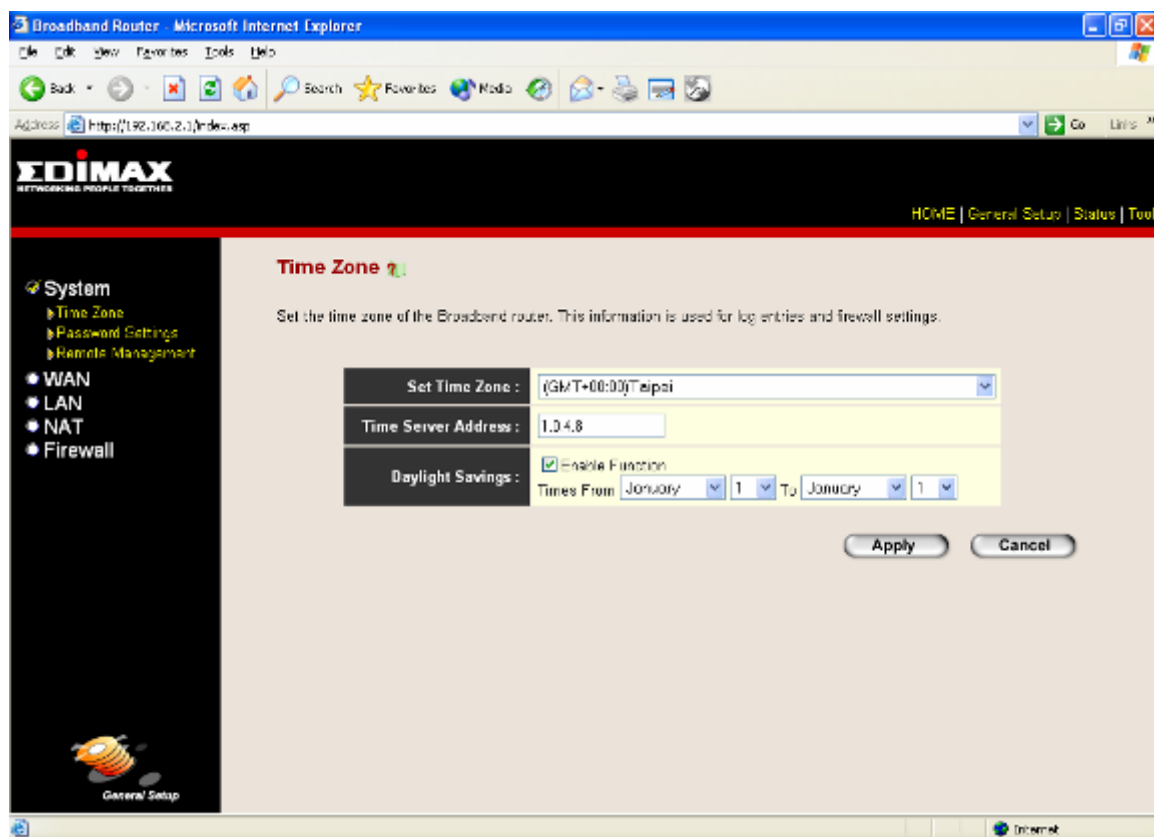 Broadband Router - Microsoft Internet Explorer
File Edit View Favorites Tools Help
Back Search Favorites Media
Address http://192.168.2.1/index.asp Go Links
EDIMAX
NETWORKING PEOPLE TOGETHER
HOME | General Setup | Status | Tool
System
Time Zone
Password Settings
Remote Management
WAN
LAN
NAT
Firewall
General Setup
Time Zone
Set the time zone of the Broadband router. This information is used for log entries and firewall settings.
Set Time Zone : Taipei
Time Server Address :
Daylight Savings : Enable Function
Times From January 1 To January 1
Apply Cancel
Internet